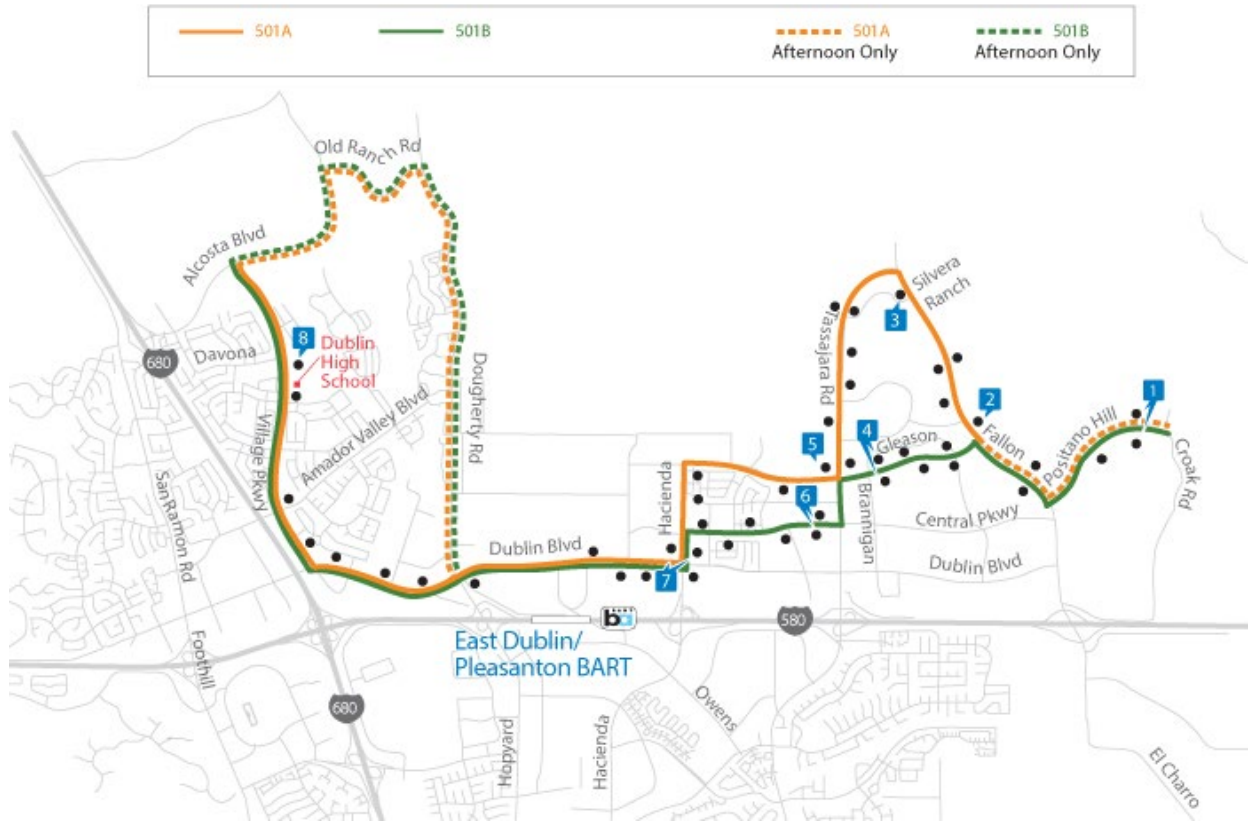 501A
501B
501A
Afternoon Only
501B
Afternoon Only
Old Ranch Rd
Alcosta Blvd
Silvera
Ranch
3
Tassajara Rd
680
Davona
8
Dublin
High
School
Amador Valley Blvd
Dougherty Rd
Village Pkwy
2
1
Fallon
Positano Hill
Croak Rd
4
Gleason
5
6
Hacienda
Brannigan
Central Pkwy
San Ramon Rd
Dublin Blvd
Dublin Blvd
7
b
580
East Dublin/
Pleasanton BART
Foothill
680
Hopyard
Hacienda
Owens
El Charro